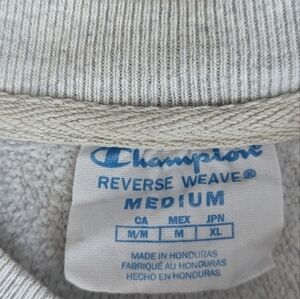 Champion
REVERSE WEAVE®
MEDIUM
CA MEX JPN
M/M M XL
MADE IN HONDURAS
FABRIQUÉ AU HONDURAS
HECHO EN HONDURAS